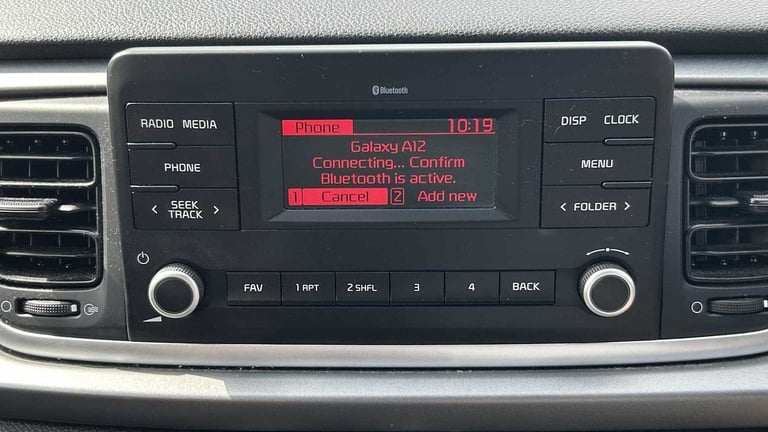 Bluetooth
RADIO MEDIA
PHONE
< SEEK TRACK >
Phone 10:19
Galaxy A12
Connecting... Confirm
Bluetooth is active.
1 Cancel 2 Add new
DISP CLOCK
MENU
< FOLDER >
FAV 1 RPT 2 SHFL 3 4 BACK